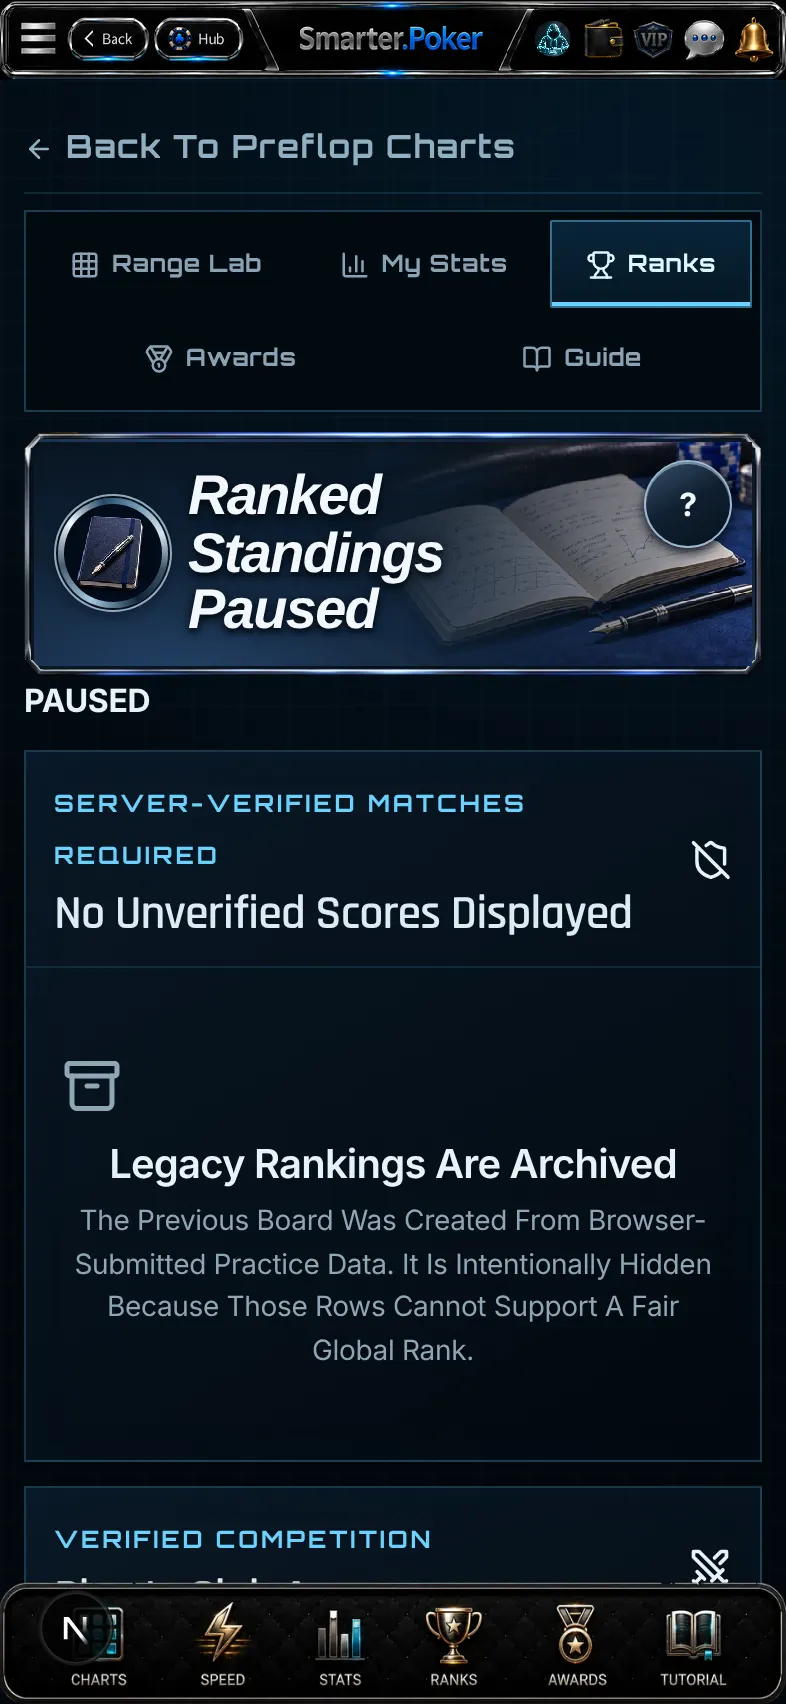 Back
Hub
Smarter.Poker
VIP
Back To Preflop Charts
Range Lab
My Stats
Ranks
Awards
Guide
Ranked
Standings
Paused
?
PAUSED
SERVER-VERIFIED MATCHES
REQUIRED
No Unverified Scores Displayed
Legacy Rankings Are Archived
The Previous Board Was Created From Browser-
Submitted Practice Data. It Is Intentionally Hidden
Because Those Rows Cannot Support A Fair
Global Rank.
VERIFIED COMPETITION
N
CHARTS
SPEED
STATS
RANKS
AWARDS
TUTORIAL